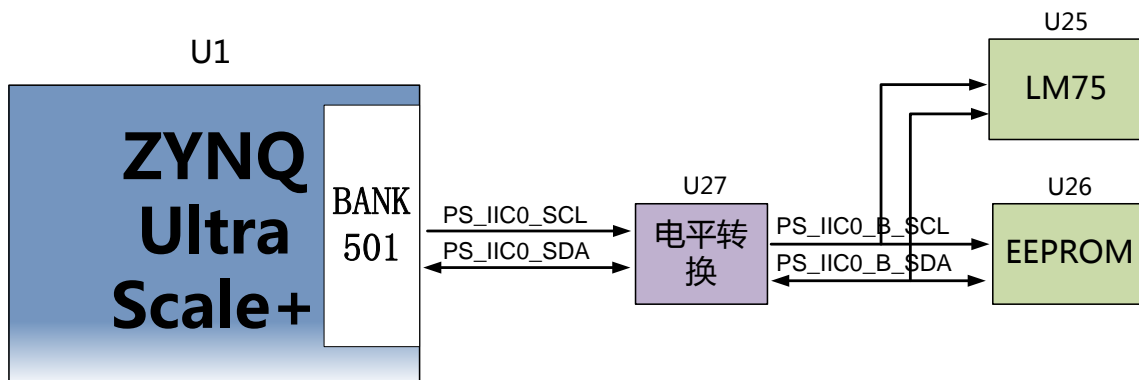 U1
ZYNQ
Ultra
Scale+
BANK
501
PS_IIC0_SCL
PS_IIC0_SDA
U27
电平转
换
PS_IIC0_B_SCL
PS_IIC0_B_SDA
U25
LM75
U26
EEPROM